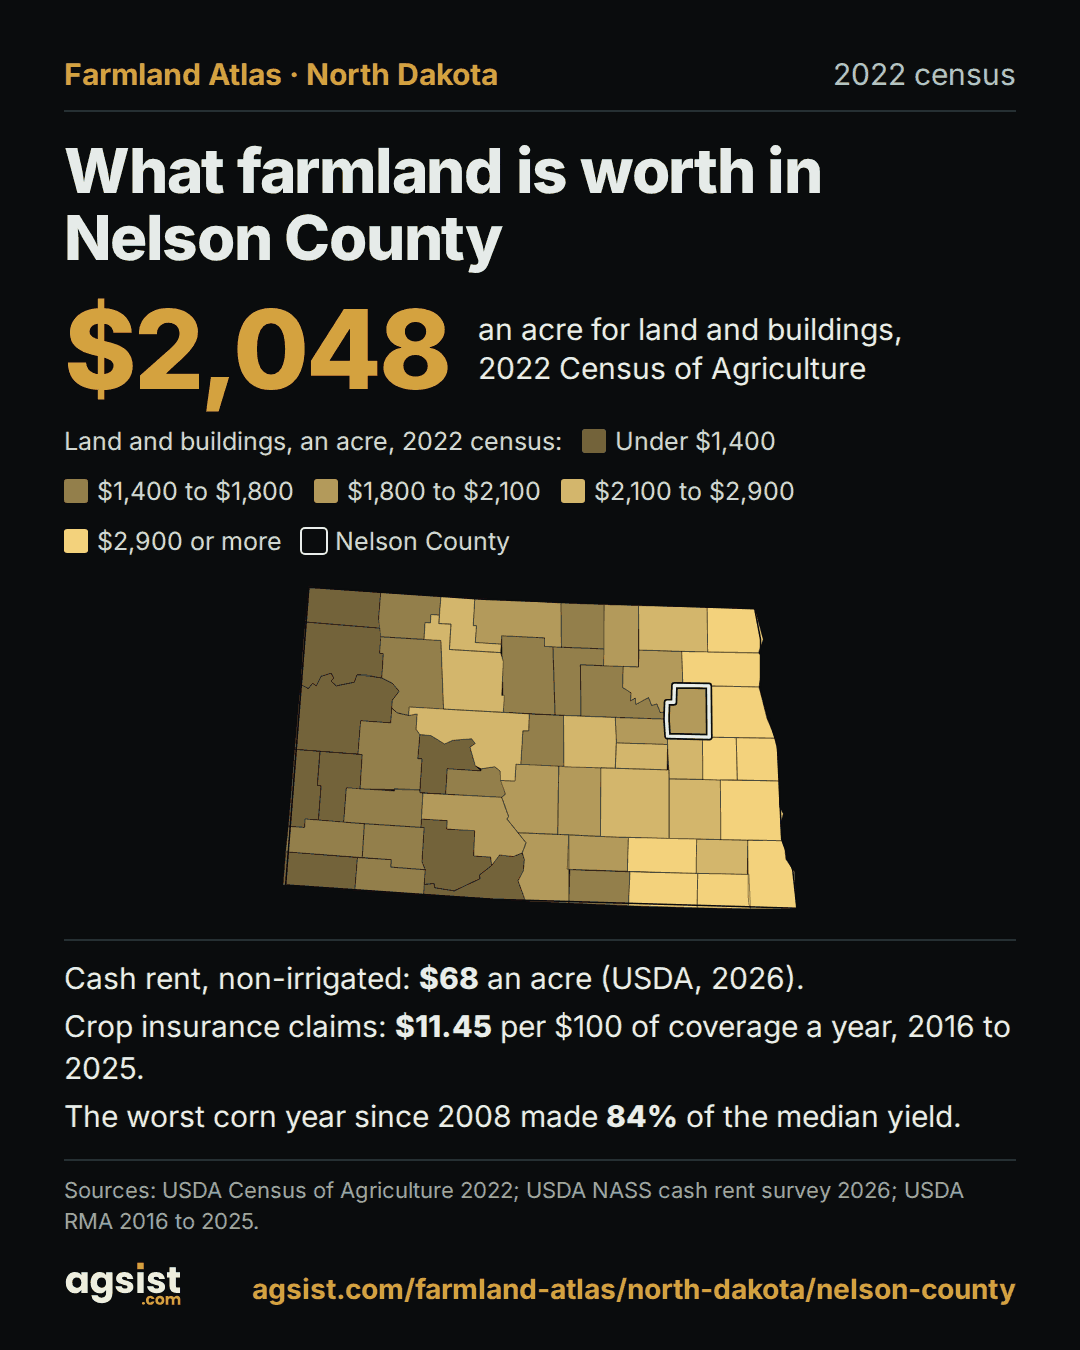 Farmland Atlas · North Dakota
2022 census
What farmland is worth in
Nelson County
$2,048
an acre for land and buildings,
2022 Census of Agriculture
Land and buildings, an acre, 2022 census: Under $1,400
$1,400 to $1,800 $1,800 to $2,100 $2,100 to $2,900
$2,900 or more Nelson County
Cash rent, non-irrigated: $68 an acre (USDA, 2026).
Crop insurance claims: $11.45 per $100 of coverage a year, 2016 to
2025.
The worst corn year since 2008 made 84% of the median yield.
Sources: USDA Census of Agriculture 2022; USDA NASS cash rent survey 2026; USDA
RMA 2016 to 2025.
agsist
.com
agsist.com/farmland-atlas/north-dakota/nelson-county